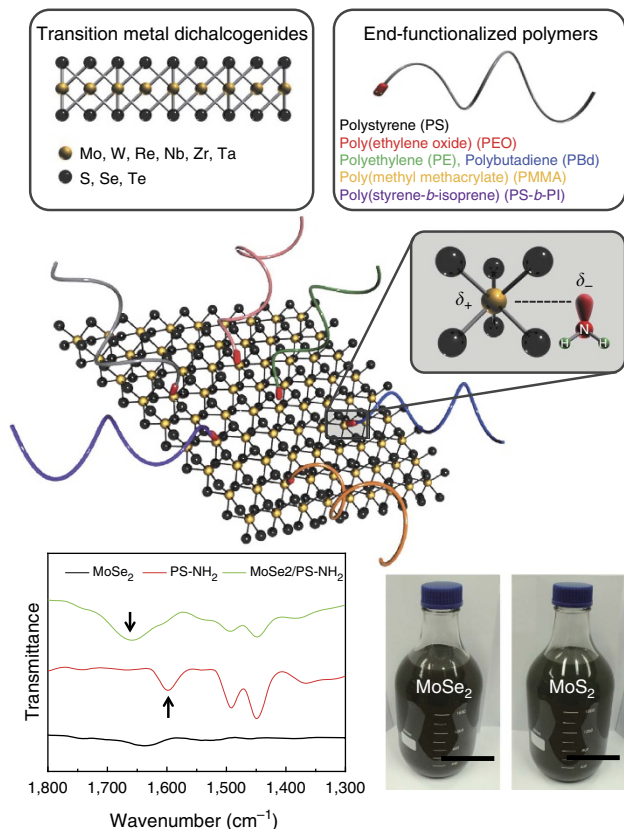 Transition metal dichalcogenides
Mo, W, Re, Nb, Zr, Ta
S, Se, Te
End-functionalized polymers
Polystyrene (PS)
Poly(ethylene oxide) (PEO)
Polyethylene (PE), Polybutadiene (PBd)
Poly(methyl methacrylate) (PMMA)
Poly(styrene-b-isoprene) (PS-b-PI)
δ+
δ−
N
H H
MoSe₂ PS-NH₂ MoSe2/PS-NH₂
Transmittance
1,800 1,700 1,600 1,500 1,400 1,300
Wavenumber (cm⁻¹)
MoSe₂
MoS₂